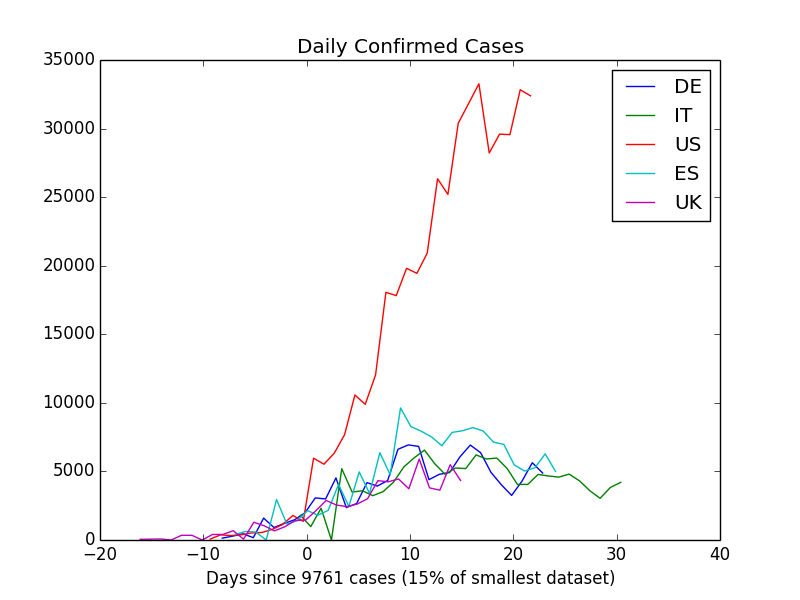 Daily Confirmed Cases
35000
30000
25000
20000
15000
10000
5000
0
−20
−10
0
10
20
30
40
Days since 9761 cases (15% of smallest dataset)
DE
IT
US
ES
UK